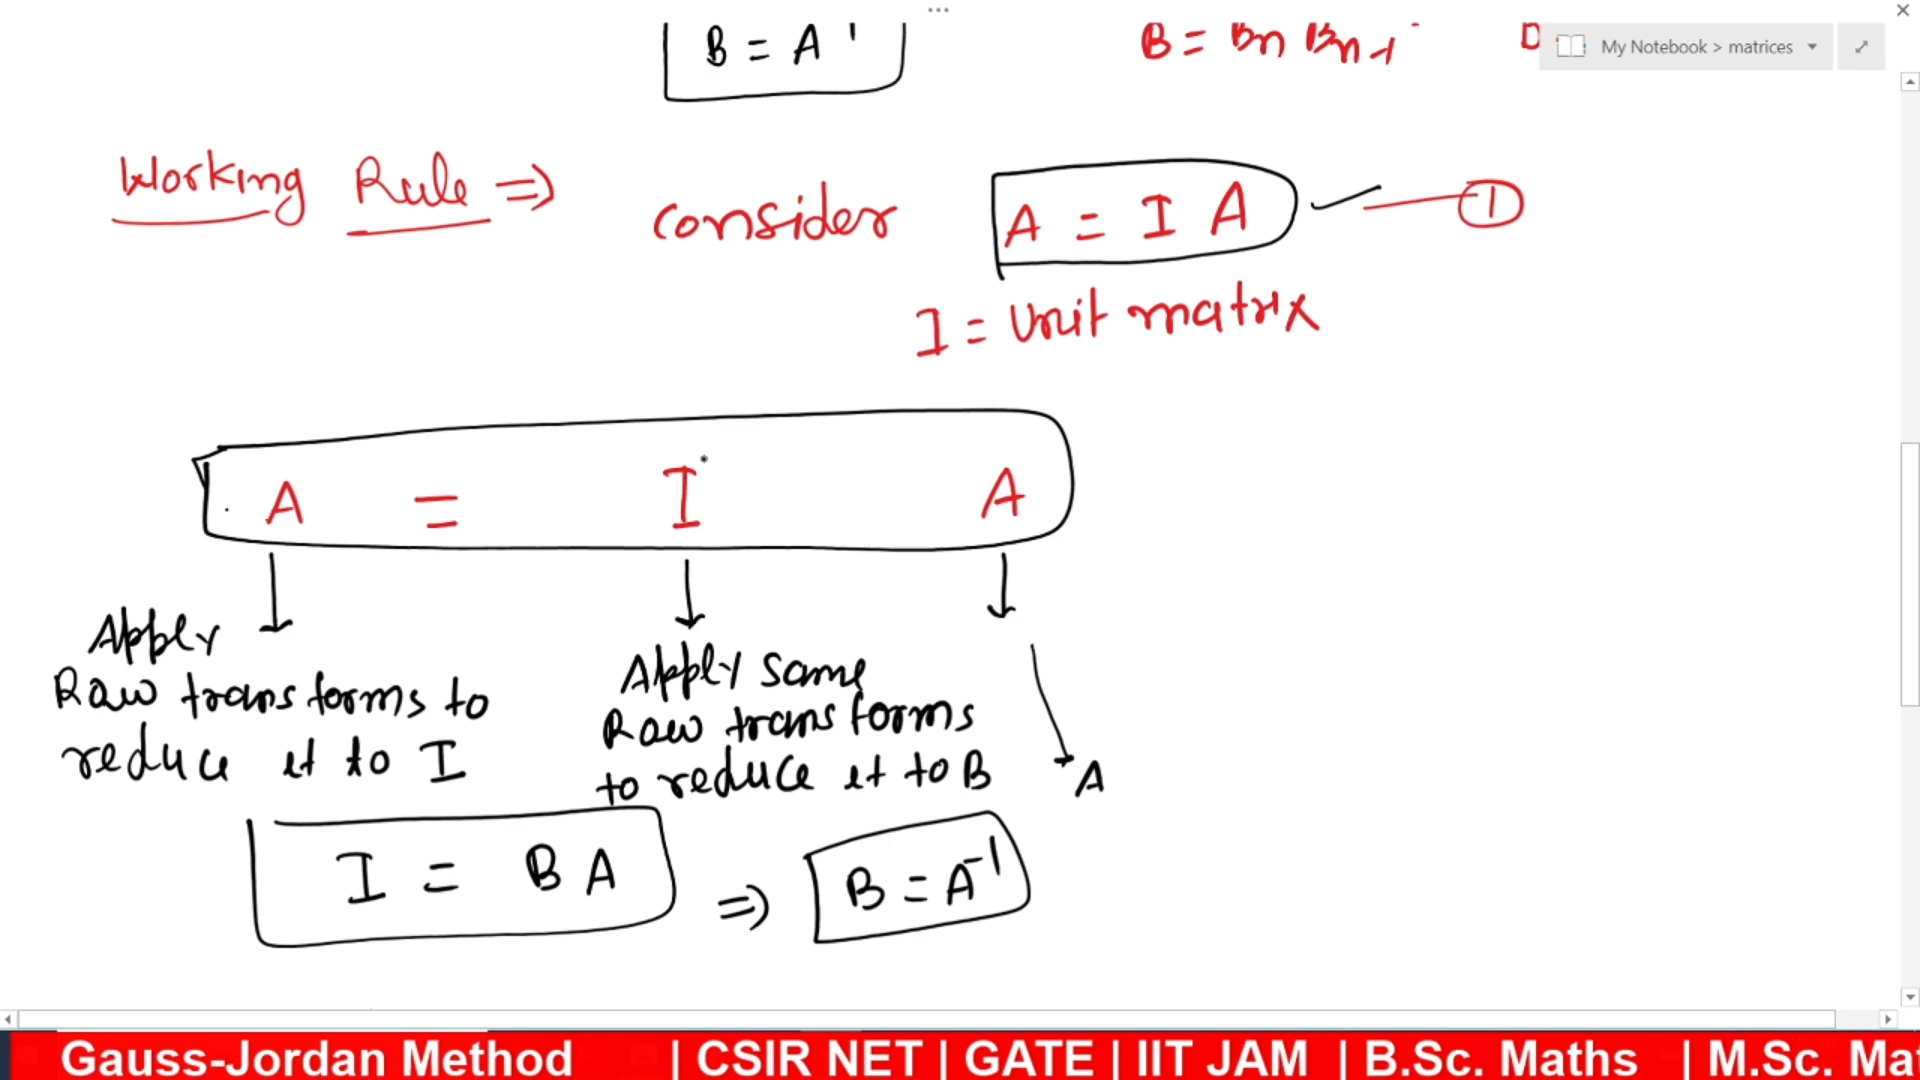 B = A
B = Bn Bn-1
My Notebook > matrices
Working Rule ⇒ consider A = I A ① 
I = Unit matrix
A = I A
Apply
Raw transforms to
reduce it to I
Apply same
Raw transforms
to reduce it to B
A
I = B A ⇒ B = A⁻¹
Gauss-Jordan Method | CSIR NET | GATE | IIT JAM | B.Sc. Maths | M.Sc. Mat